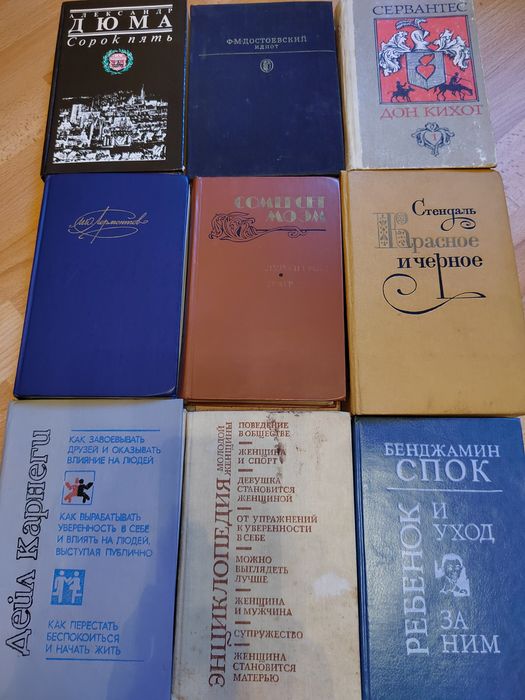 АЛЕКСАНДР
ДЮМА
Сорок пять
Ф·М·ДОСТОЕВСКИЙ
ИДИОТ
СЕРВАНТЕС
ДОН КИХОТ
М.Ю.Лермонтов
СОМЕРСЕТ
МОЭМ
Стендаль
Красное
и черное
Дейл Карнеги
КАК ЗАВОЕВЫВАТЬ
ДРУЗЕЙ И ОКАЗЫВАТЬ
ВЛИЯНИЕ НА ЛЮДЕЙ
КАК ВЫРАБАТЫВАТЬ
УВЕРЕННОСТЬ В СЕБЕ
И ВЛИЯТЬ НА ЛЮДЕЙ,
ВЫСТУПАЯ ПУБЛИЧНО
КАК ПЕРЕСТАТЬ
БЕСПОКОИТЬСЯ
И НАЧАТЬ ЖИТЬ
ЭНЦИКЛОПЕДИЯ
МОЛОДОЙ
ЖЕНЩИНЫ
ПОВЕДЕНИЕ
В ОБЩЕСТВЕ
ЖЕНЩИНА
И СПОРТ
ДЕВУШКА
СТАНОВИТСЯ
ЖЕНЩИНОЙ
ОТ УПРАЖНЕНИЙ
К УВЕРЕННОСТИ
В СЕБЕ
МОЖНО
ВЫГЛЯДЕТЬ
ЛУЧШЕ
ЖЕНЩИНА
И МУЖЧИНА
СУПРУЖЕСТВО
ЖЕНЩИНА
СТАНОВИТСЯ
МАТЕРЬЮ
БЕНДЖАМИН
СПОК
РЕБЕНОК
И УХОД
ЗА
НИМ